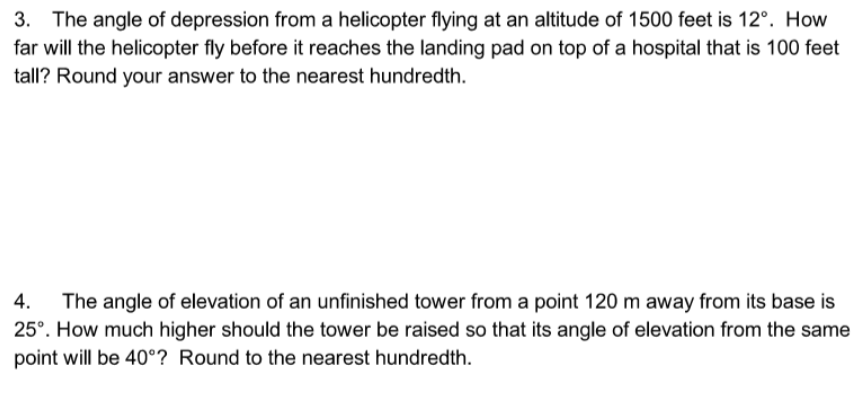 3. The angle of depression from a helicopter flying at an altitude of 1500 feet is 12°. How
far will the helicopter fly before it reaches the landing pad on top of a hospital that is 100 feet
tall? Round your answer to the nearest hundredth.
4. The angle of elevation of an unfinished tower from a point 120 m away from its base is
25°. How much higher should the tower be raised so that its angle of elevation from the same
point will be 40°? Round to the nearest hundredth.